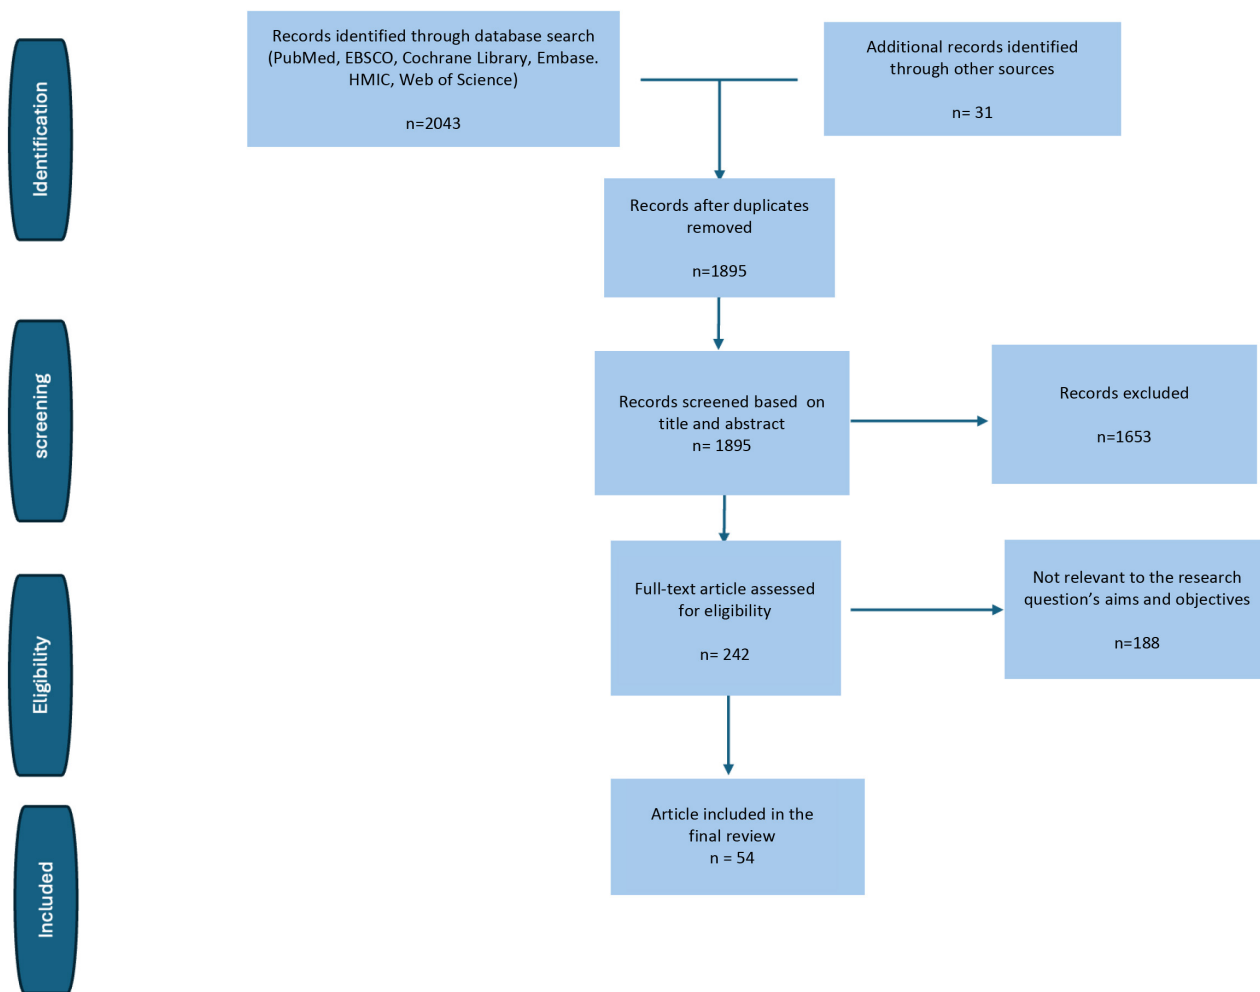 Identification
Records identified through database search
(PubMed, EBSCO, Cochrane Library, Embase.
HMIC, Web of Science)
n=2043
Additional records identified
through other sources
n= 31
Records after duplicates
removed
n=1895
screening
Records screened based on title and abstract
n= 1895
Records excluded
n=1653
Eligibility
Full-text article assessed
for eligibility
n= 242
Not relevant to the research
question’s aims and objectives
n=188
Included
Article included in the
final review
n = 54